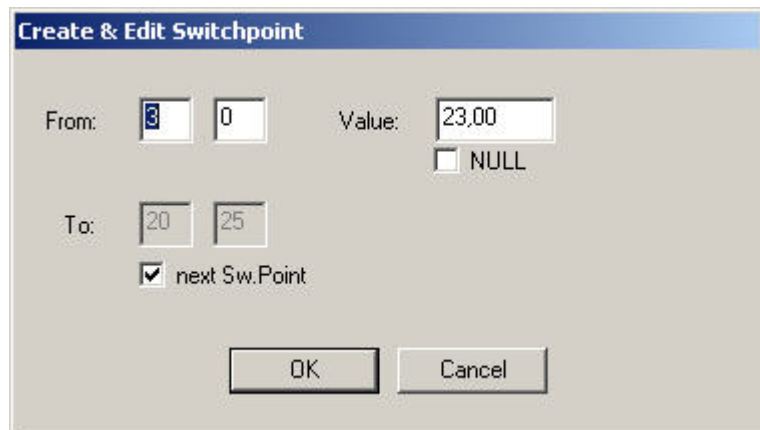 Create & Edit Switchpoint
From: 3 0 Value: 23,00
NULL
To: 20 25
next Sw.Point
OK Cancel